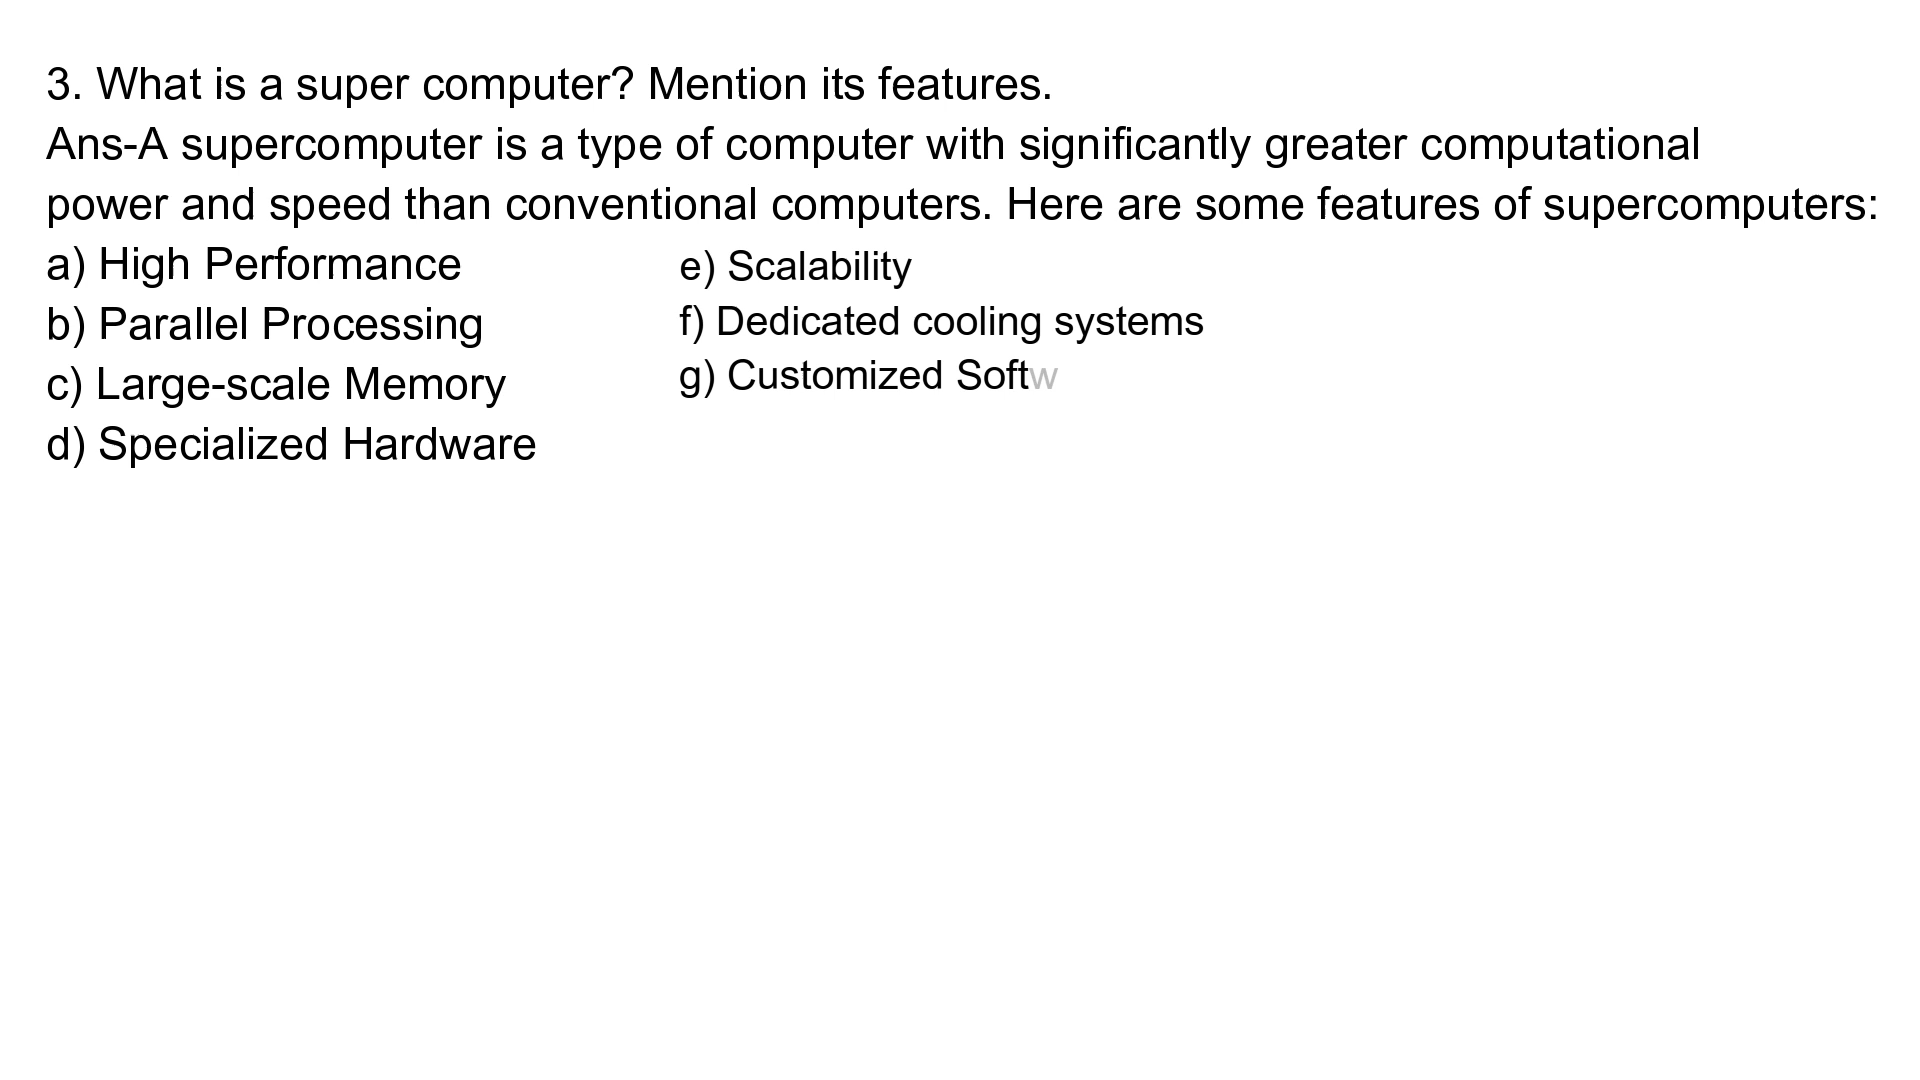 3. What is a super computer? Mention its features.
Ans-A supercomputer is a type of computer with significantly greater computational
power and speed than conventional computers. Here are some features of supercomputers:
a) High Performance
b) Parallel Processing
c) Large-scale Memory
d) Specialized Hardware
e) Scalability
f) Dedicated cooling systems
g) Customized Softw